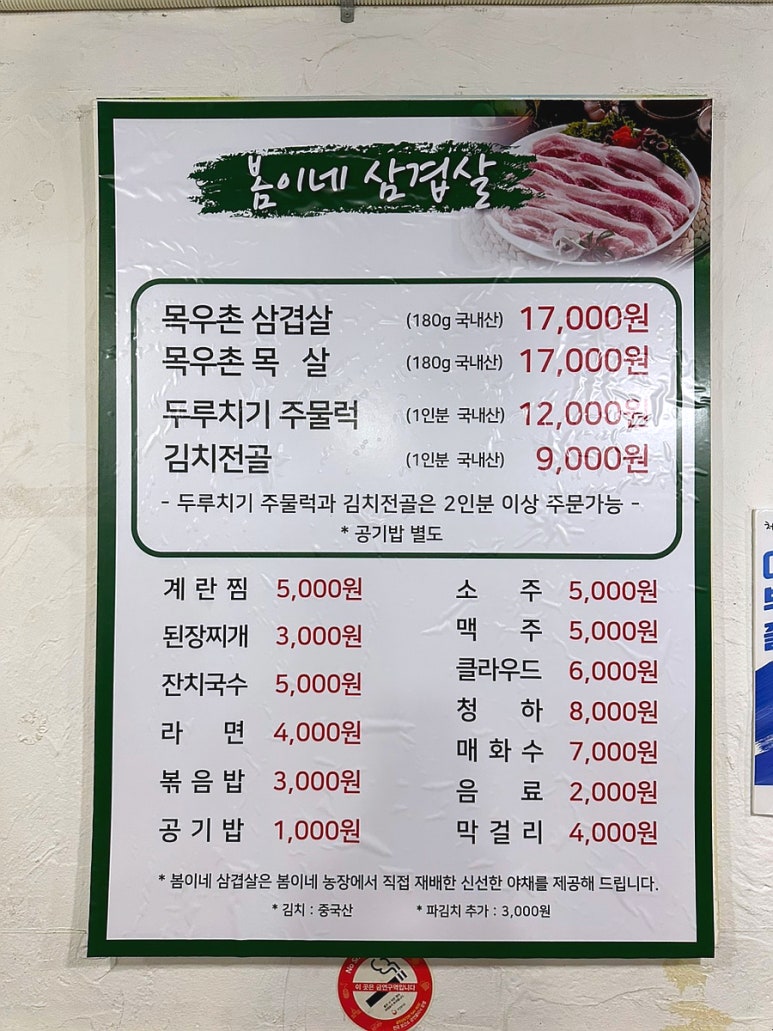 봄이네 삼겹살
목우촌 삼겹살 (180g 국내산) 17,000원
목우촌 목 살 (180g 국내산) 17,000원
두루치기 주물럭 (1인분 국내산) 12,000원
김치전골 (1인분 국내산) 9,000원
- 두루치기 주물럭과 김치전골은 2인분 이상 주문가능 -
* 공기밥 별도
계란찜 5,000원
된장찌개 3,000원
잔치국수 5,000원
라 면 4,000원
볶음밥 3,000원
공기밥 1,000원
소 주 5,000원
맥 주 5,000원
클라우드 6,000원
청 하 8,000원
매화수 7,000원
음 료 2,000원
막걸리 4,000원
* 봄이네 삼겹살은 봄이네 농장에서 직접 재배한 신선한 야채를 제공해 드립니다.
* 김치 : 중국산 * 파김치 추가 : 3,000원
이 곳은 금연구역입니다